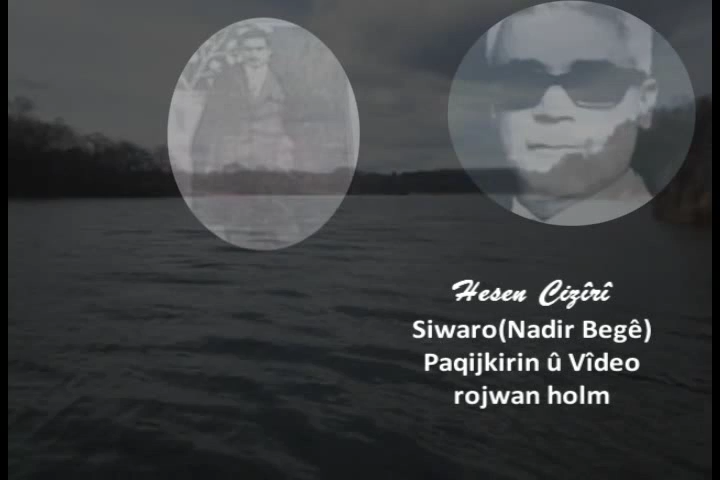 Hesen Cizîrî
Siwaro(Nadir Begê)
Paqijkirin û Vîdeo
rojwan holm